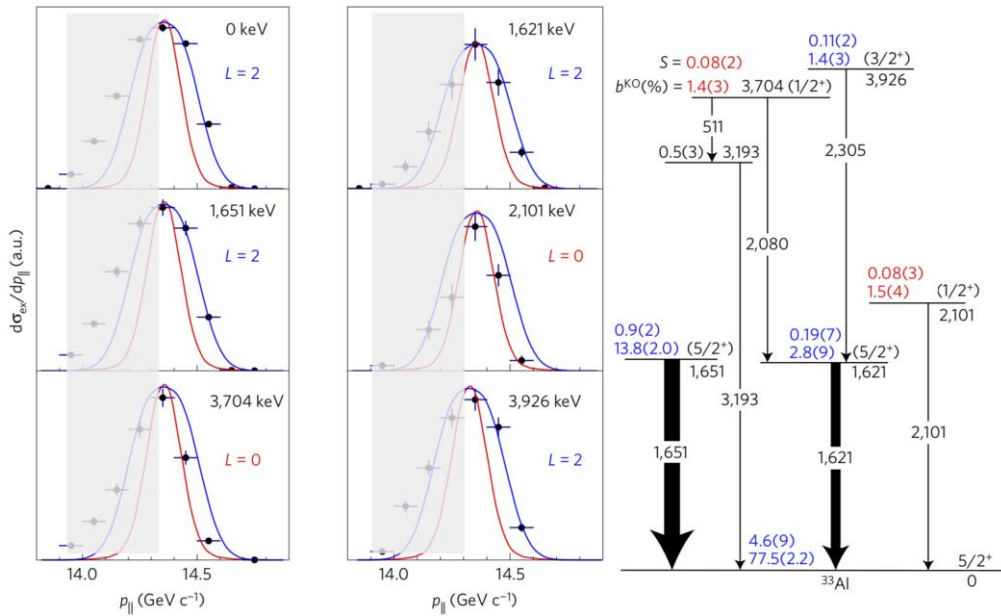 dσex/dp|| (a.u.)
0 keV
L = 2
1,621 keV
L = 2
1,651 keV
L = 2
2,101 keV
L = 0
3,704 keV
L = 0
3,926 keV
L = 2
14.0
14.5
14.0
14.5
p|| (GeV c⁻¹)
p|| (GeV c⁻¹)
0.11(2)
1.4(3) (3/2⁺)
3,926
S = 0.08(2)
bᴷᴼ(%) = 1.4(3) 3,704 (1/2⁺)
511
0.5(3) 3,193
2,305
2,080
0.08(3)
1.5(4) (1/2⁺)
2,101
0.9(2)
13.8(2.0) (5/2⁺)
1,651
0.19(7)
2.8(9) (5/2⁺)
1,621
3,193
2,101
1,651
1,621
4.6(9)
77.5(2.2)
5/2⁺
³³Al
0